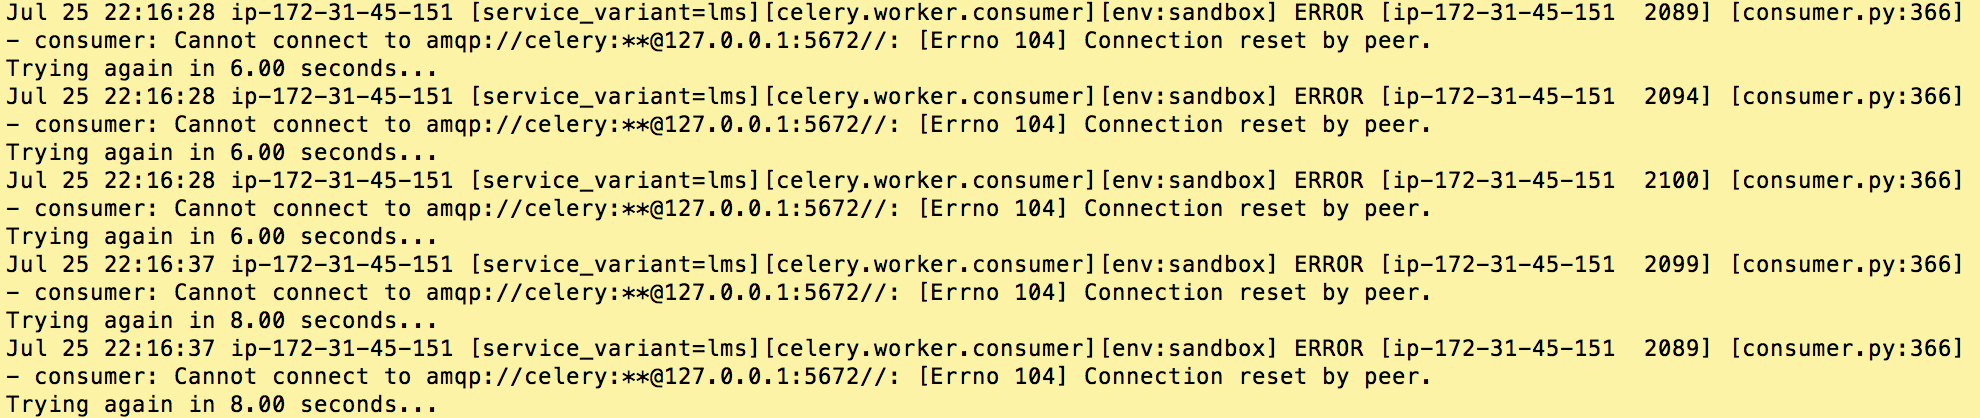 Jul 25 22:16:28 ip-172-31-45-151 [service_variant=lms][celery.worker.consumer][env:sandbox] ERROR [ip-172-31-45-151  2089] [consumer.py:366]
- consumer: Cannot connect to amqp://celery:**@127.0.0.1:5672//: [Errno 104] Connection reset by peer.
Trying again in 6.00 seconds...
Jul 25 22:16:28 ip-172-31-45-151 [service_variant=lms][celery.worker.consumer][env:sandbox] ERROR [ip-172-31-45-151  2094] [consumer.py:366]
- consumer: Cannot connect to amqp://celery:**@127.0.0.1:5672//: [Errno 104] Connection reset by peer.
Trying again in 6.00 seconds...
Jul 25 22:16:28 ip-172-31-45-151 [service_variant=lms][celery.worker.consumer][env:sandbox] ERROR [ip-172-31-45-151  2100] [consumer.py:366]
- consumer: Cannot connect to amqp://celery:**@127.0.0.1:5672//: [Errno 104] Connection reset by peer.
Trying again in 6.00 seconds...
Jul 25 22:16:37 ip-172-31-45-151 [service_variant=lms][celery.worker.consumer][env:sandbox] ERROR [ip-172-31-45-151  2099] [consumer.py:366]
- consumer: Cannot connect to amqp://celery:**@127.0.0.1:5672//: [Errno 104] Connection reset by peer.
Trying again in 8.00 seconds...
Jul 25 22:16:37 ip-172-31-45-151 [service_variant=lms][celery.worker.consumer][env:sandbox] ERROR [ip-172-31-45-151  2089] [consumer.py:366]
- consumer: Cannot connect to amqp://celery:**@127.0.0.1:5672//: [Errno 104] Connection reset by peer.
Trying again in 8.00 seconds...